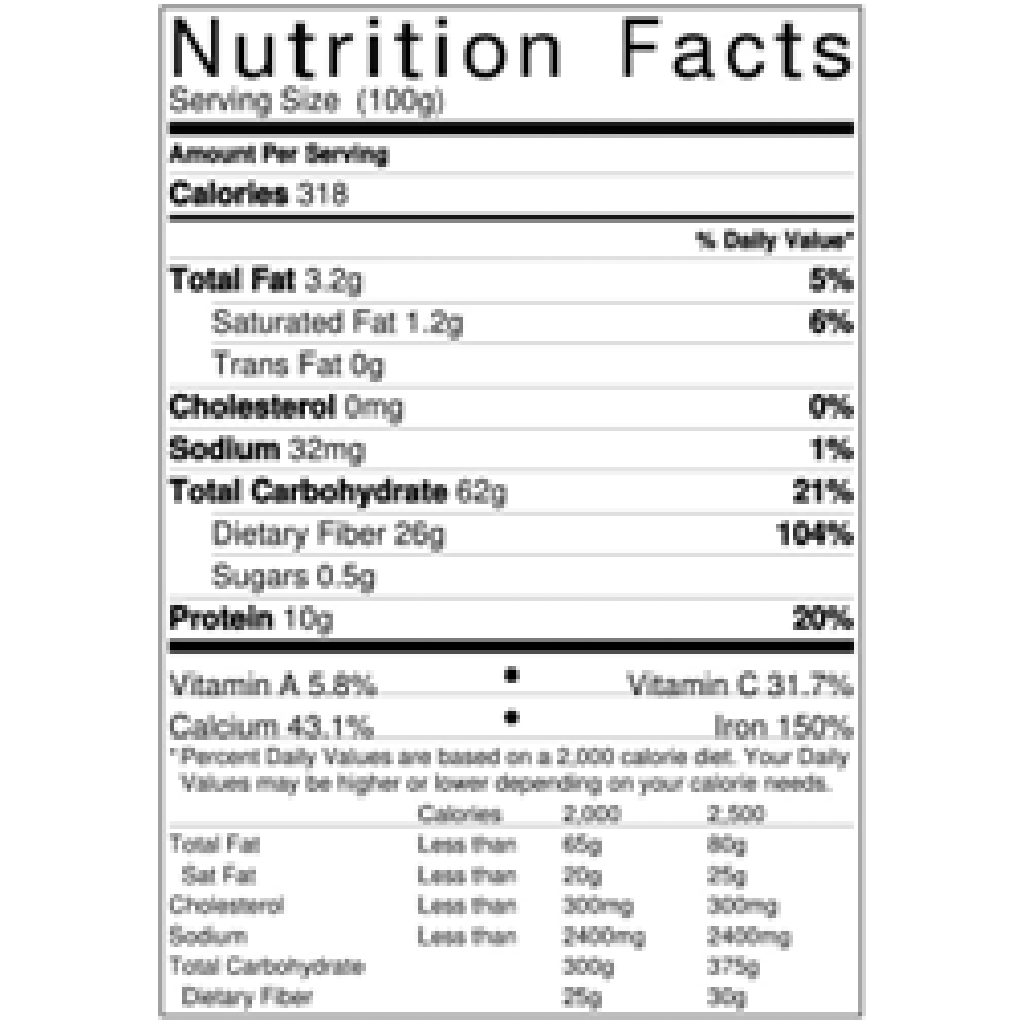 Nutrition Facts
Serving Size (100g)
Amount Per Serving
Calories 318
% Daily Value*
Total Fat 3.2g 5%
Saturated Fat 1.2g 6%
Trans Fat 0g
Cholesterol 0mg 0%
Sodium 32mg 1%
Total Carbohydrate 62g 21%
Dietary Fiber 26g 104%
Sugars 0.5g
Protein 10g 20%
Vitamin A 5.8% • Vitamin C 31.7%
Calcium 43.1% • Iron 150%
*Percent Daily Values are based on a 2,000 calorie diet. Your Daily
Values may be higher or lower depending on your calorie needs.
Calories 2,000 2,500
Total Fat Less than 65g 80g
Sat Fat Less than 20g 25g
Cholesterol Less than 300mg 300mg
Sodium Less than 2400mg 2400mg
Total Carbohydrate 300g 375g
Dietary Fiber 25g 30g